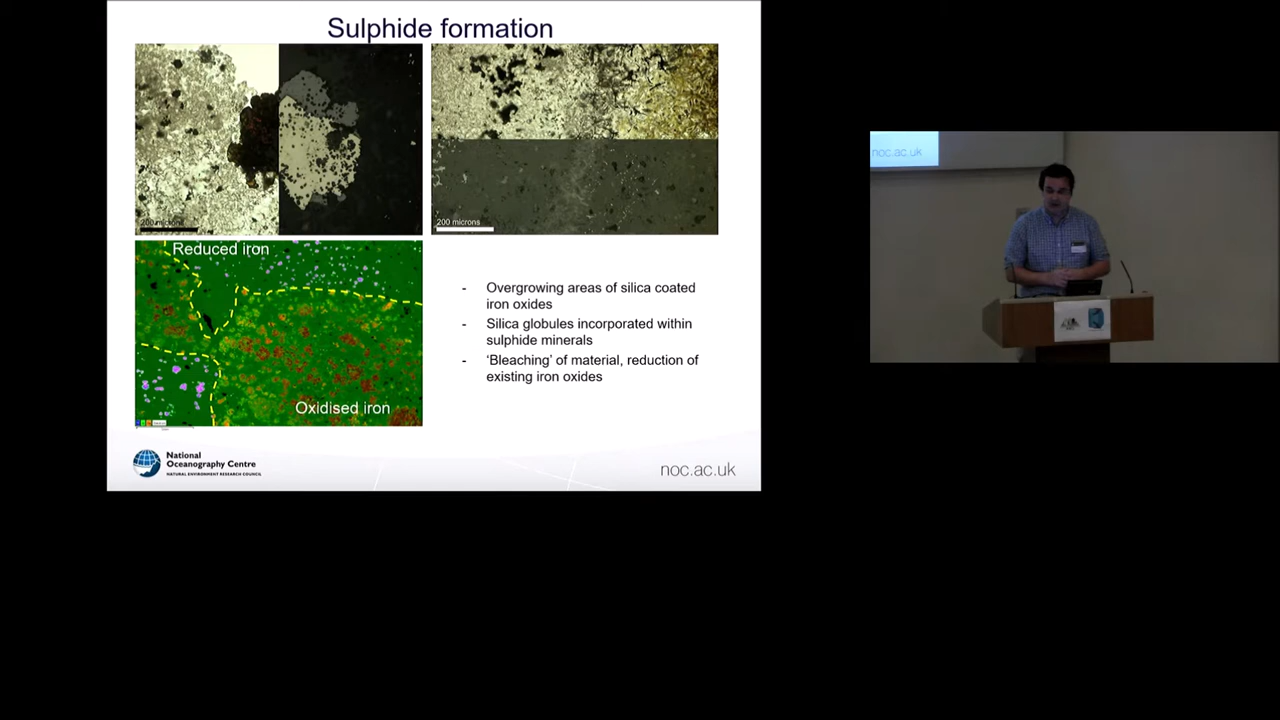 Sulphide formation
200 microns
200 microns
Reduced iron
Oxidised iron
- Overgrowing areas of silica coated
iron oxides
- Silica globules incorporated within
sulphide minerals
- ‘Bleaching’ of material, reduction of
existing iron oxides
National
Oceanography Centre
NATURAL ENVIRONMENT RESEARCH COUNCIL
noc.ac.uk
noc.ac.uk